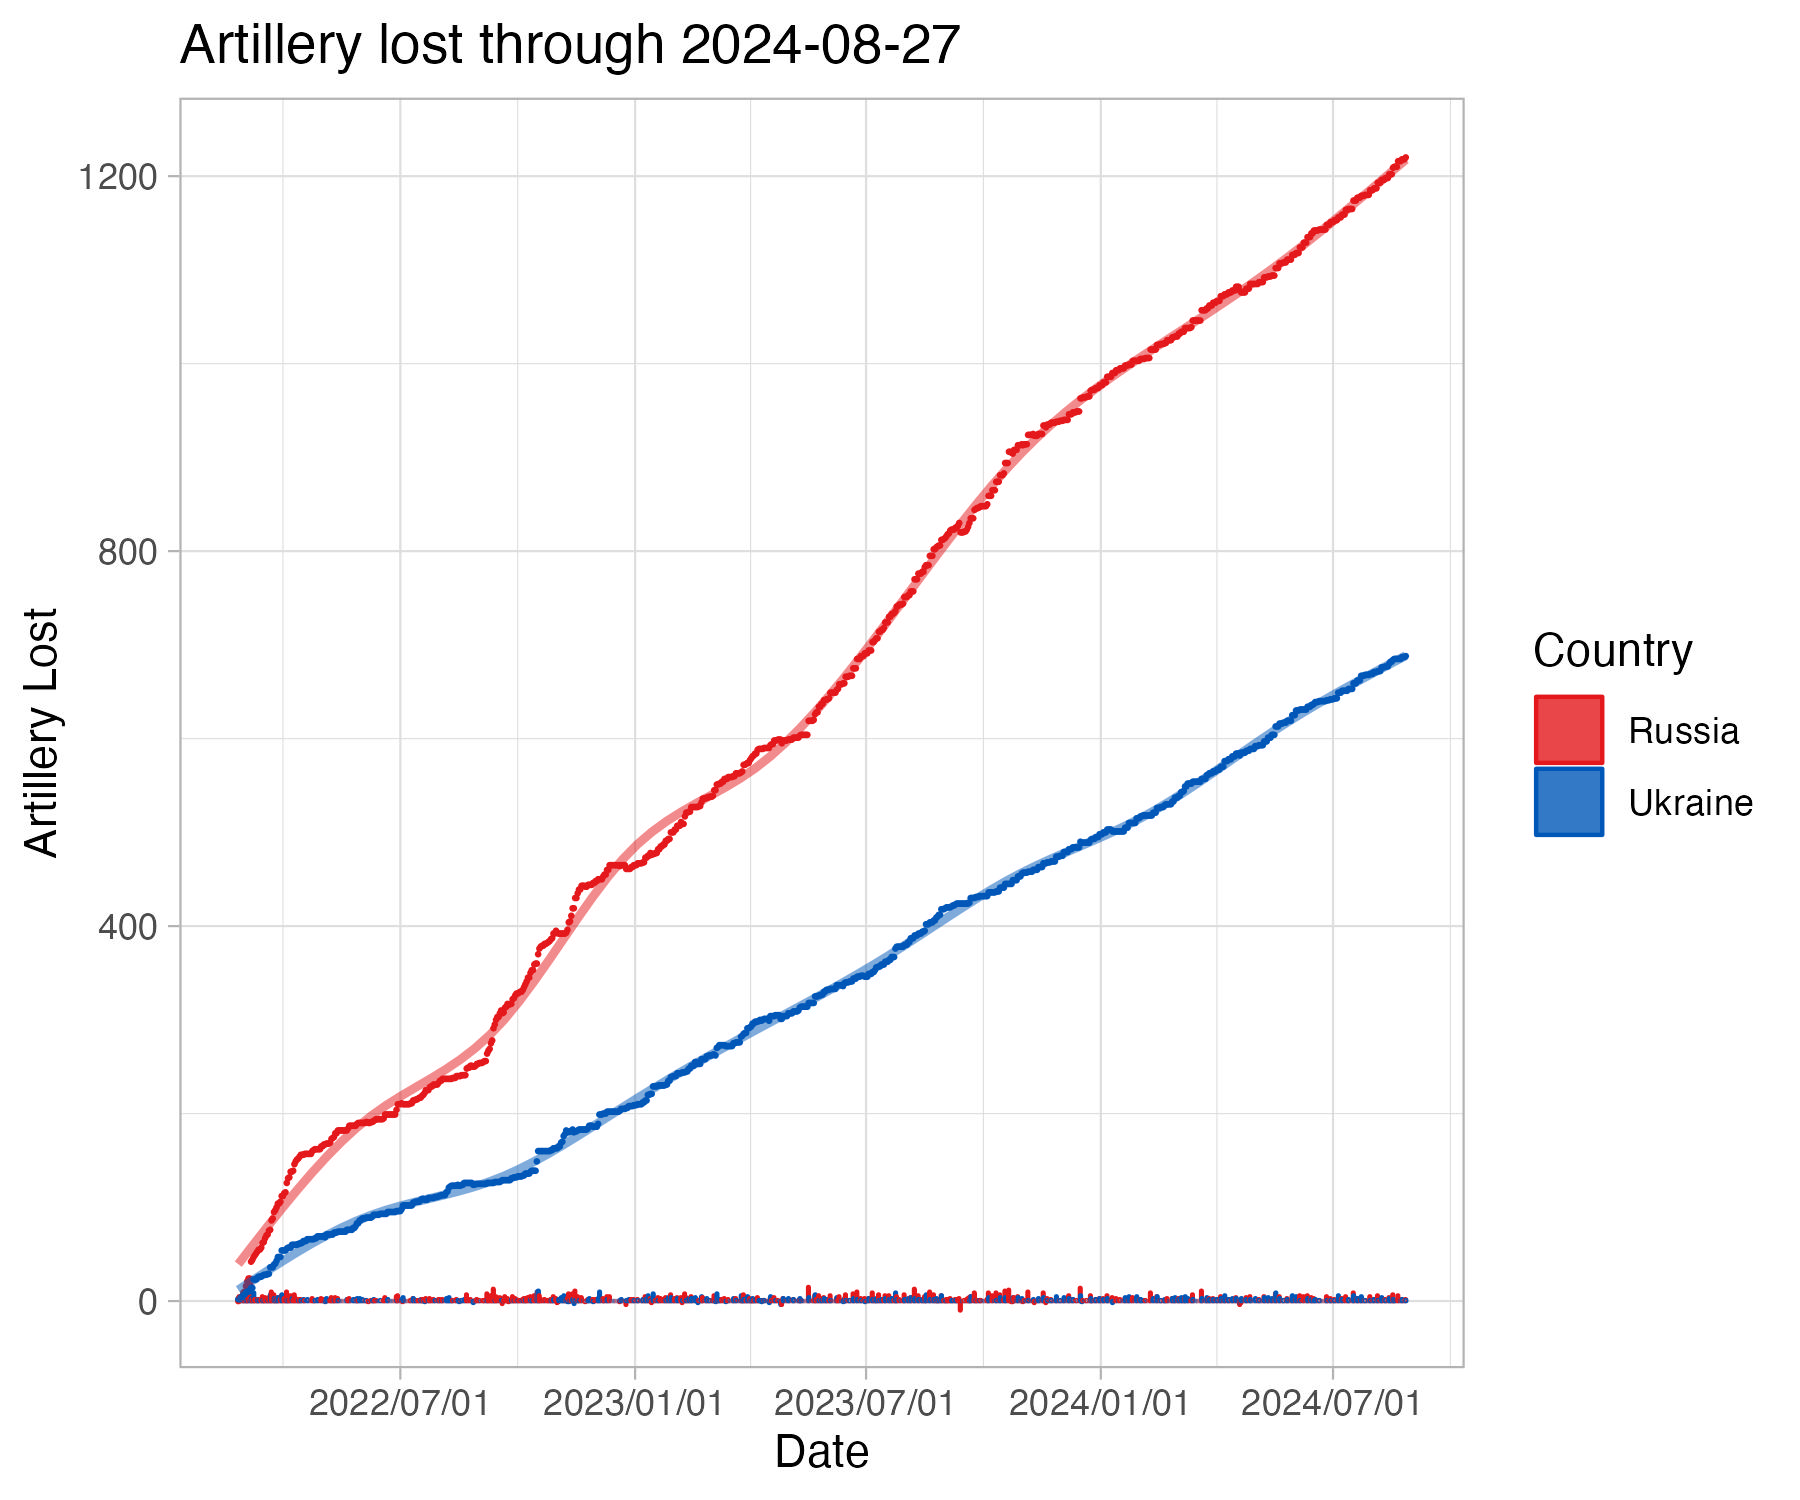 Artillery lost through 2024-08-27
Artillery Lost
1200
800
400
0
2022/07/01
2023/01/01
2023/07/01
2024/01/01
2024/07/01
Date
Country
Russia
Ukraine